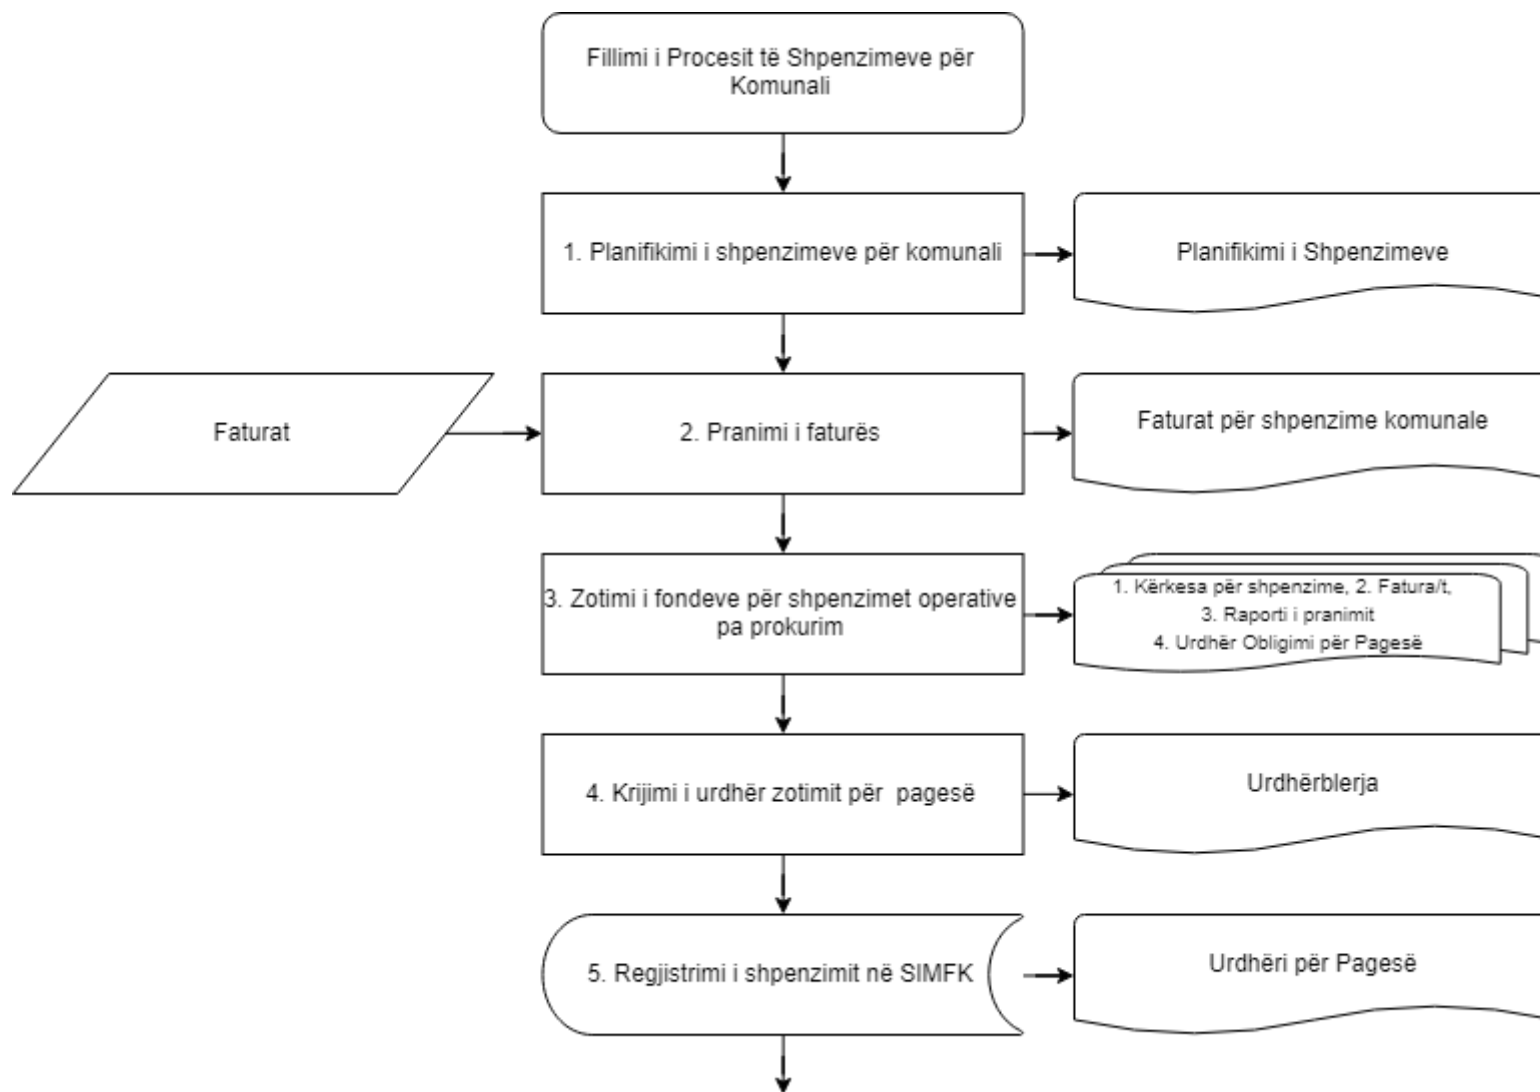 Fillimi i Procesit të Shpenzimeve për
Komunali
1. Planifikimi i shpenzimeve për komunali
Planifikimi i Shpenzimeve
Faturat
2. Pranimi i faturës
Faturat për shpenzime komunale
3. Zotimi i fondeve për shpenzimet operative
pa prokurim
1. Kërkesa për shpenzime, 2. Fatura/t,
3. Raporti i pranimit
4. Urdhër Obligimi për Pagesë
4. Krijimi i urdhër zotimit për  pagesë
Urdhërblerja
5. Regjistrimi i shpenzimit në SIMFK
Urdhëri për Pagesë